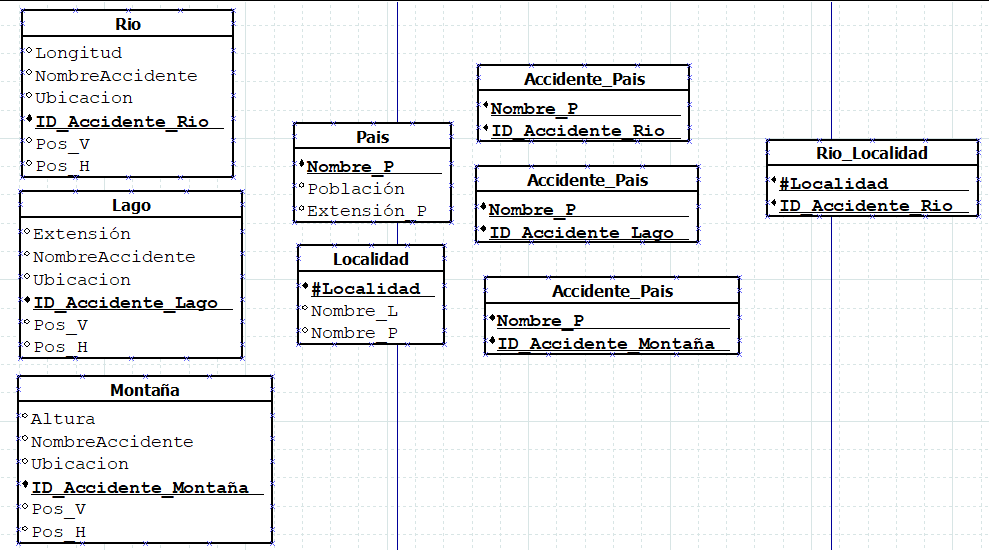 Rio
Longitud
NombreAccidente
Ubicacion
ID_Accidente_Rio
Pos_V
Pos_H
Lago
Extensión
NombreAccidente
Ubicacion
ID_Accidente_Lago
Pos_V
Pos_H
Montaña
Altura
NombreAccidente
Ubicacion
ID_Accidente_Montaña
Pos_V
Pos_H
Pais
Nombre_P
Población
Extensión_P
Localidad
#Localidad
Nombre_L
Nombre_P
Accidente_Pais
Nombre_P
ID_Accidente_Rio
Accidente_Pais
Nombre_P
ID_Accidente_Lago
Accidente_Pais
Nombre_P
ID_Accidente_Montaña
Rio_Localidad
#Localidad
ID_Accidente_Rio